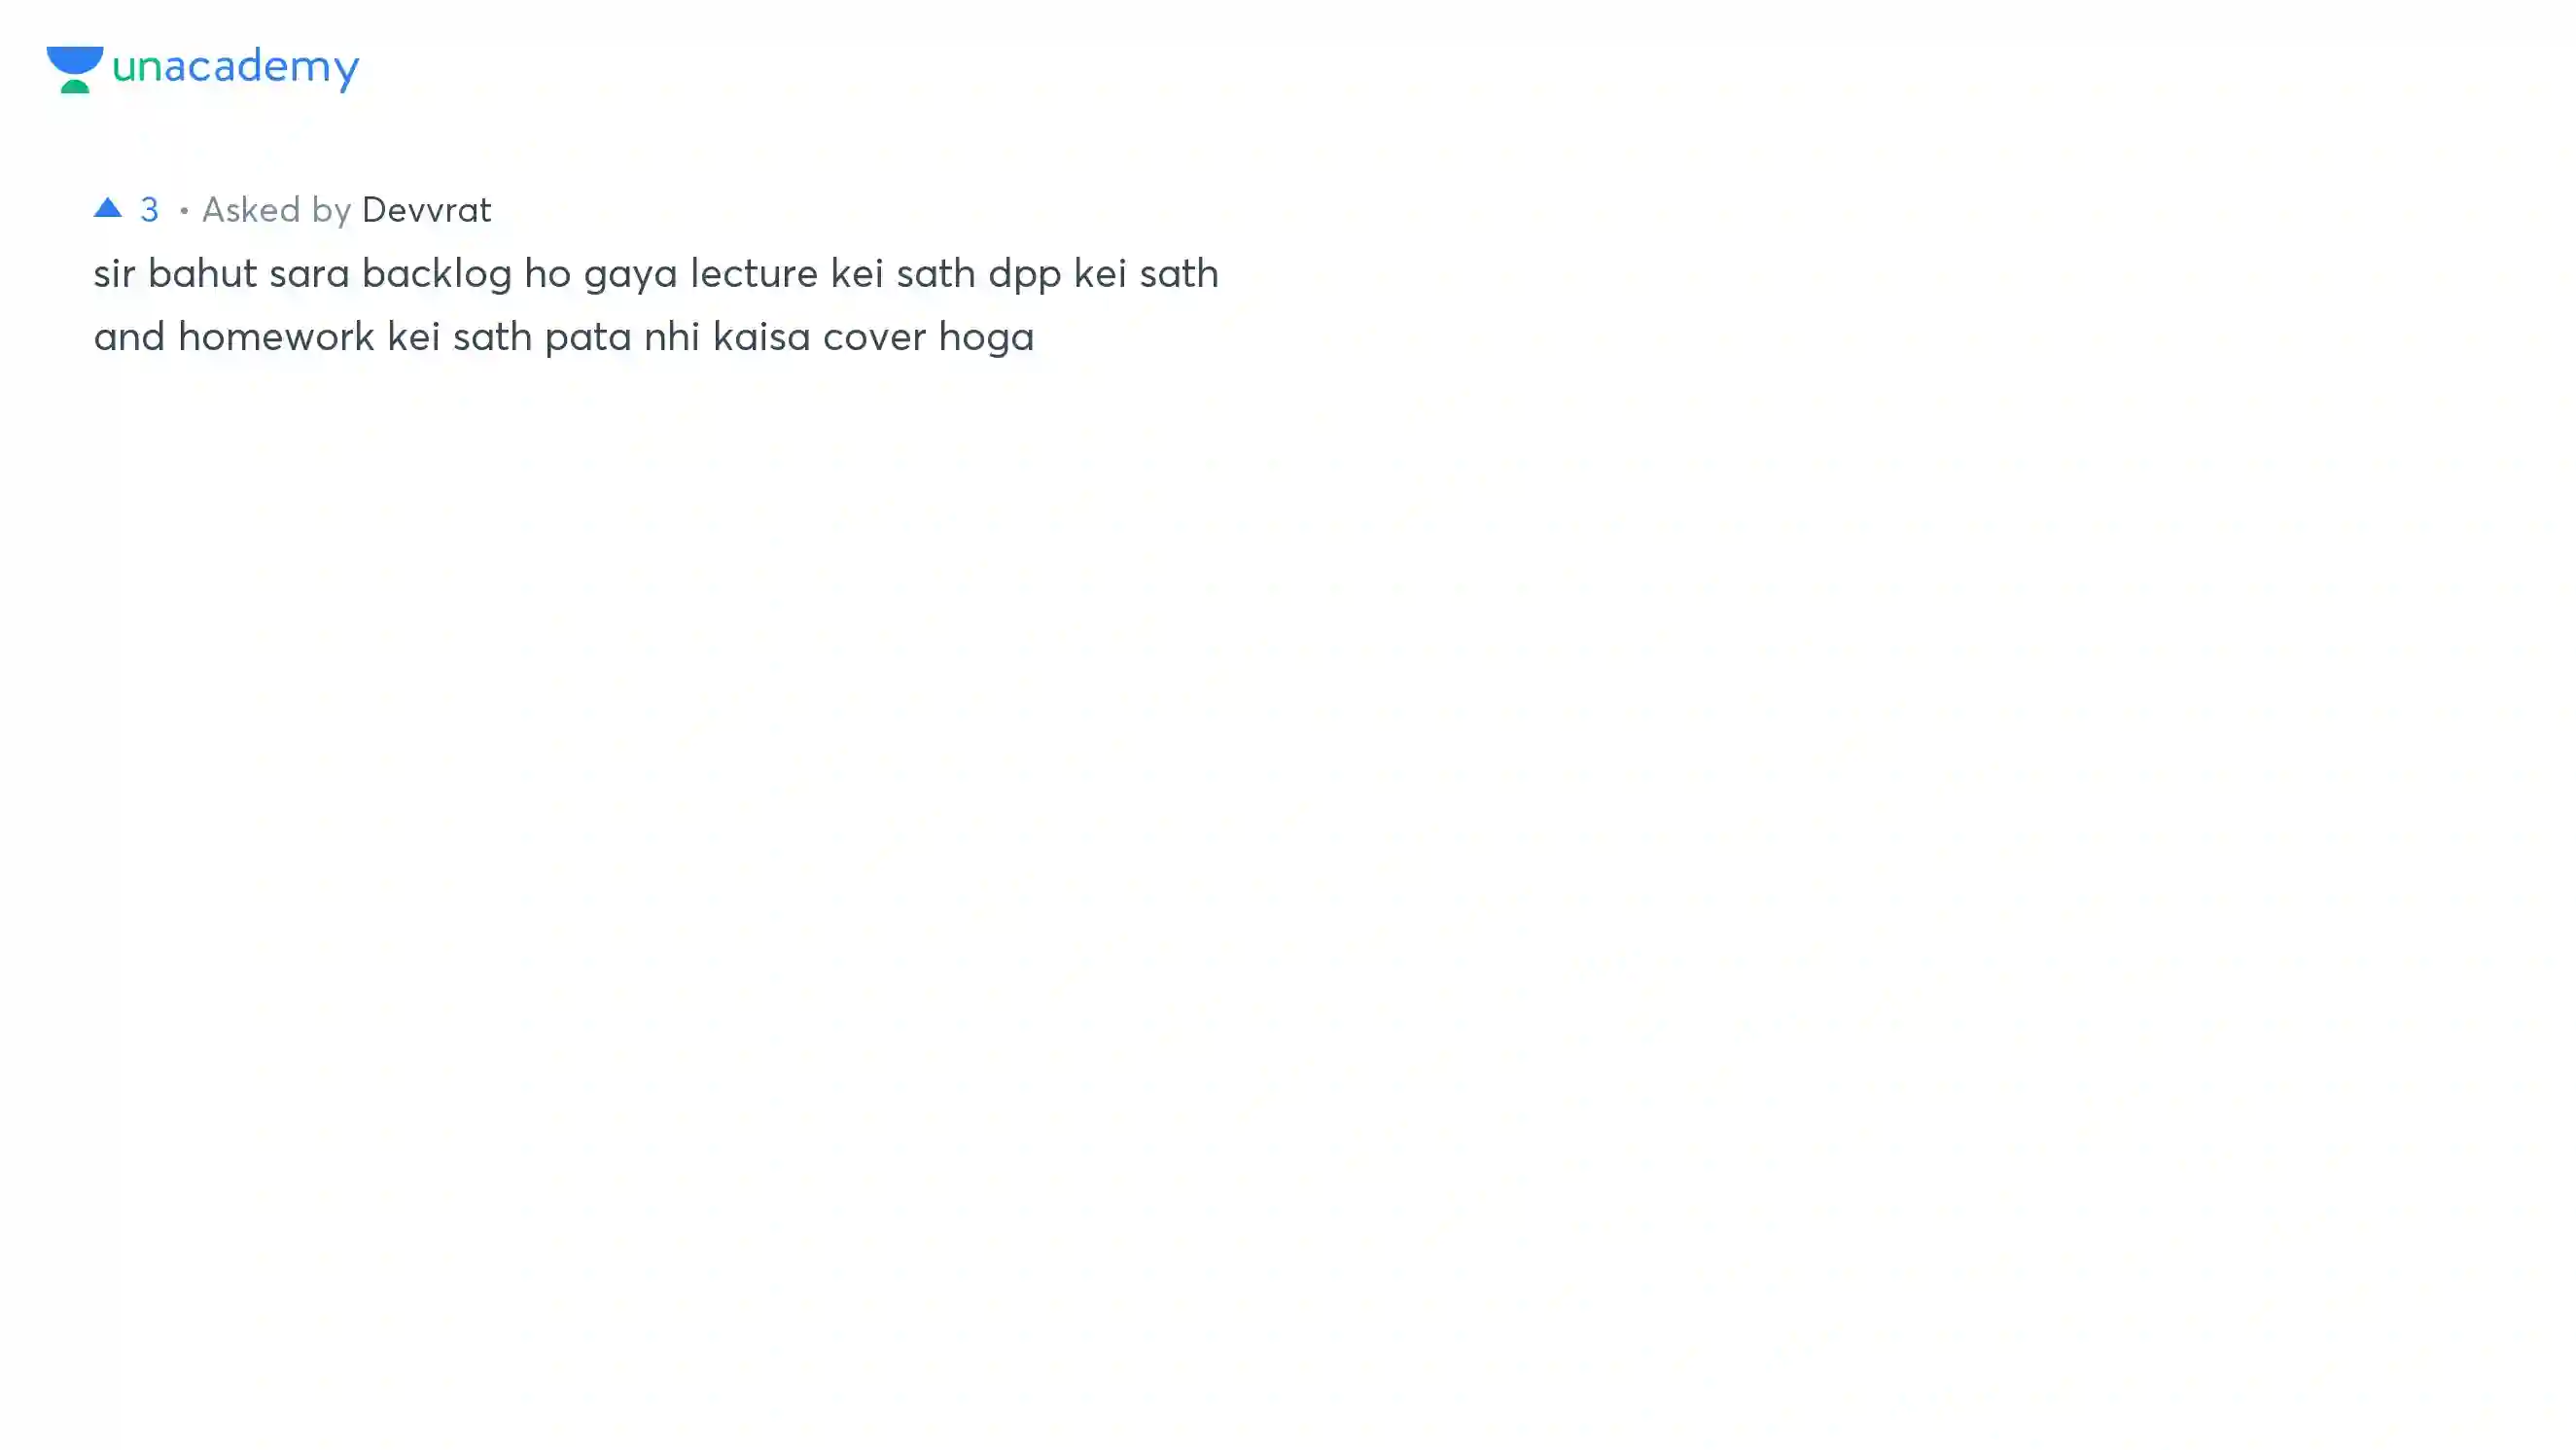 unacademy
▲ 3 • Asked by Devvrat
sir bahut sara backlog ho gaya lecture kei sath dpp kei sath
and homework kei sath pata nhi kaisa cover hoga